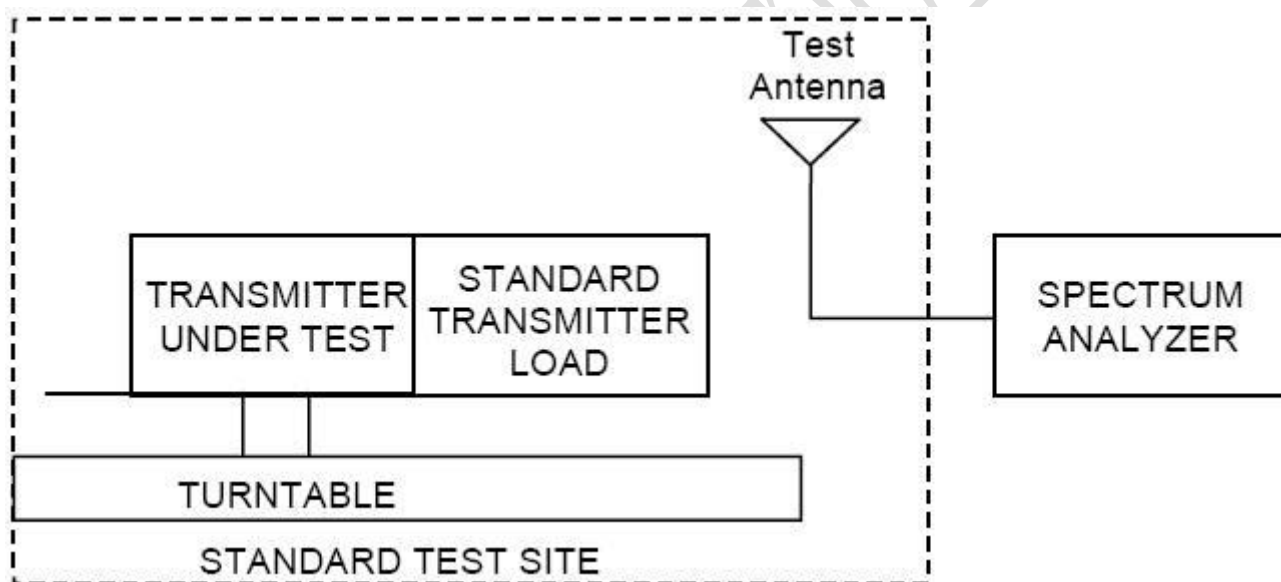 Test
Antenna
TRANSMITTER
UNDER TEST
STANDARD
TRANSMITTER
LOAD
SPECTRUM
ANALYZER
TURNTABLE
STANDARD TEST SITE